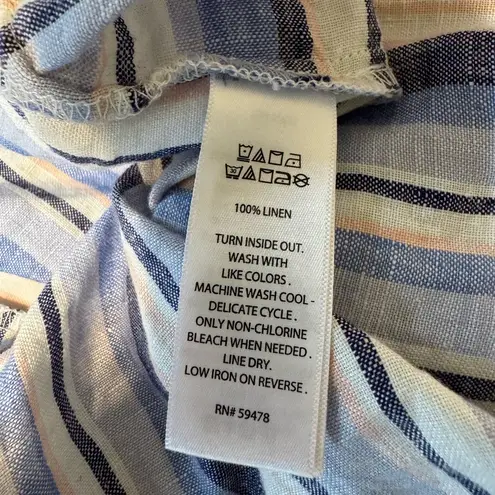 100% LINEN
TURN INSIDE OUT.
WASH WITH
LIKE COLORS .
MACHINE WASH COOL -
DELICATE CYCLE .
ONLY NON-CHLORINE
BLEACH WHEN NEEDED .
LINE DRY.
LOW IRON ON REVERSE .
RN# 59478